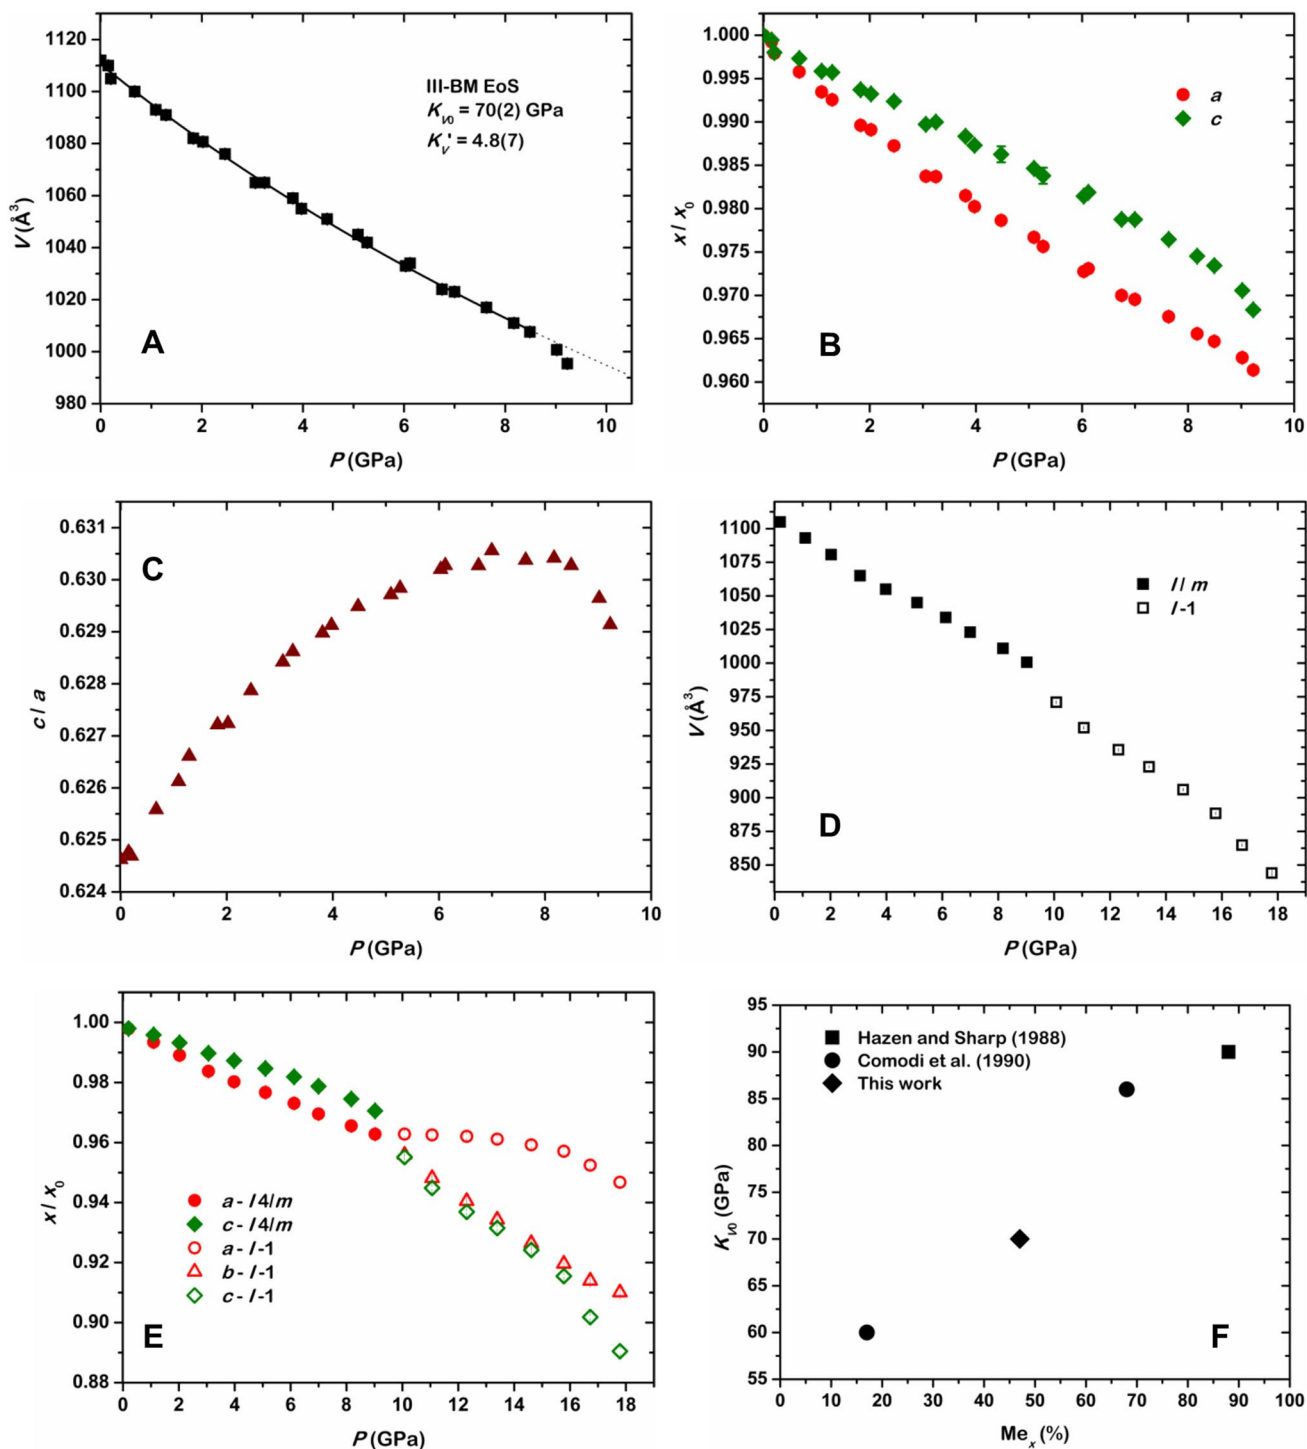 1120
1100
1080
1060
1040
1020
1000
980
V (Å³)
III-BM EoS
K_V0 = 70(2) GPa
K_V' = 4.8(7)
A
0 2 4 6 8 10
P (GPa)
1.000
0.995
0.990
0.985
0.980
0.975
0.970
0.965
0.960
x / x₀
a
c
B
0 2 4 6 8 10
P (GPa)
0.631
0.630
0.629
0.628
0.627
0.626
0.625
0.624
c / a
C
0 2 4 6 8 10
P (GPa)
1100
1075
1050
1025
1000
975
950
925
900
875
850
V (Å³)
I / m
I -1
D
0 2 4 6 8 10 12 14 16 18
P (GPa)
1.00
0.98
0.96
0.94
0.92
0.90
0.88
x / x₀
a - I 4/m
c - I 4/m
a - I -1
b - I -1
c - I -1
E
0 2 4 6 8 10 12 14 16 18
P (GPa)
95
90
85
80
75
70
65
60
55
K_V0 (GPa)
Hazen and Sharp (1988)
Comodi et al. (1990)
This work
F
0 10 20 30 40 50 60 70 80 90 100
Meₓ (%)